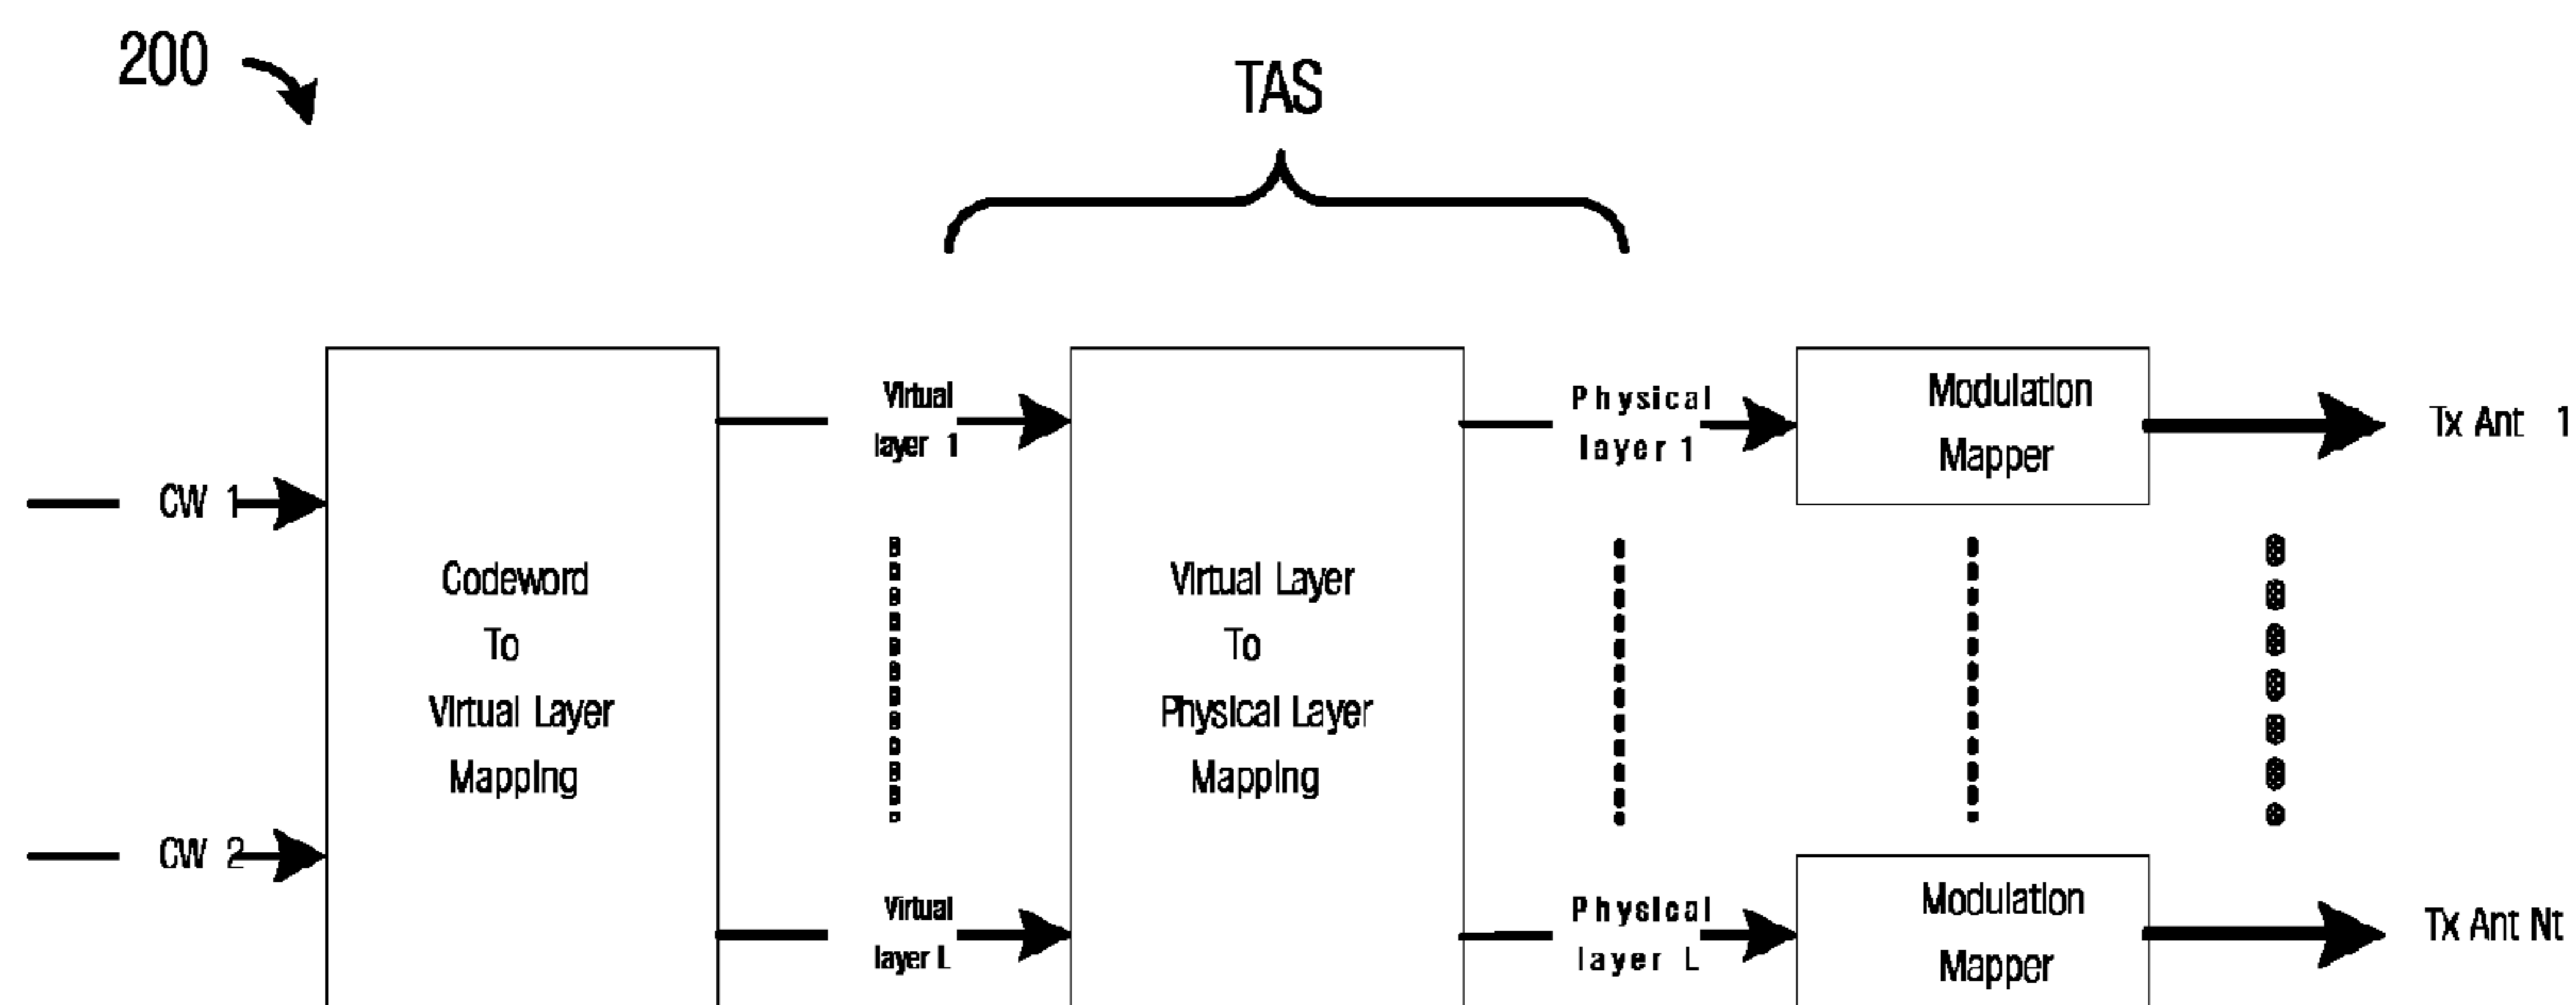 200
TAS
CW 1
CW 2
Codeword
To
Virtual Layer
Mapping
Virtual
layer 1
Virtual
layer L
Virtual Layer
To
Physical Layer
Mapping
Physical
layer 1
Physical
layer L
Modulation
Mapper
Modulation
Mapper
Tx Ant 1
Tx Ant Nt